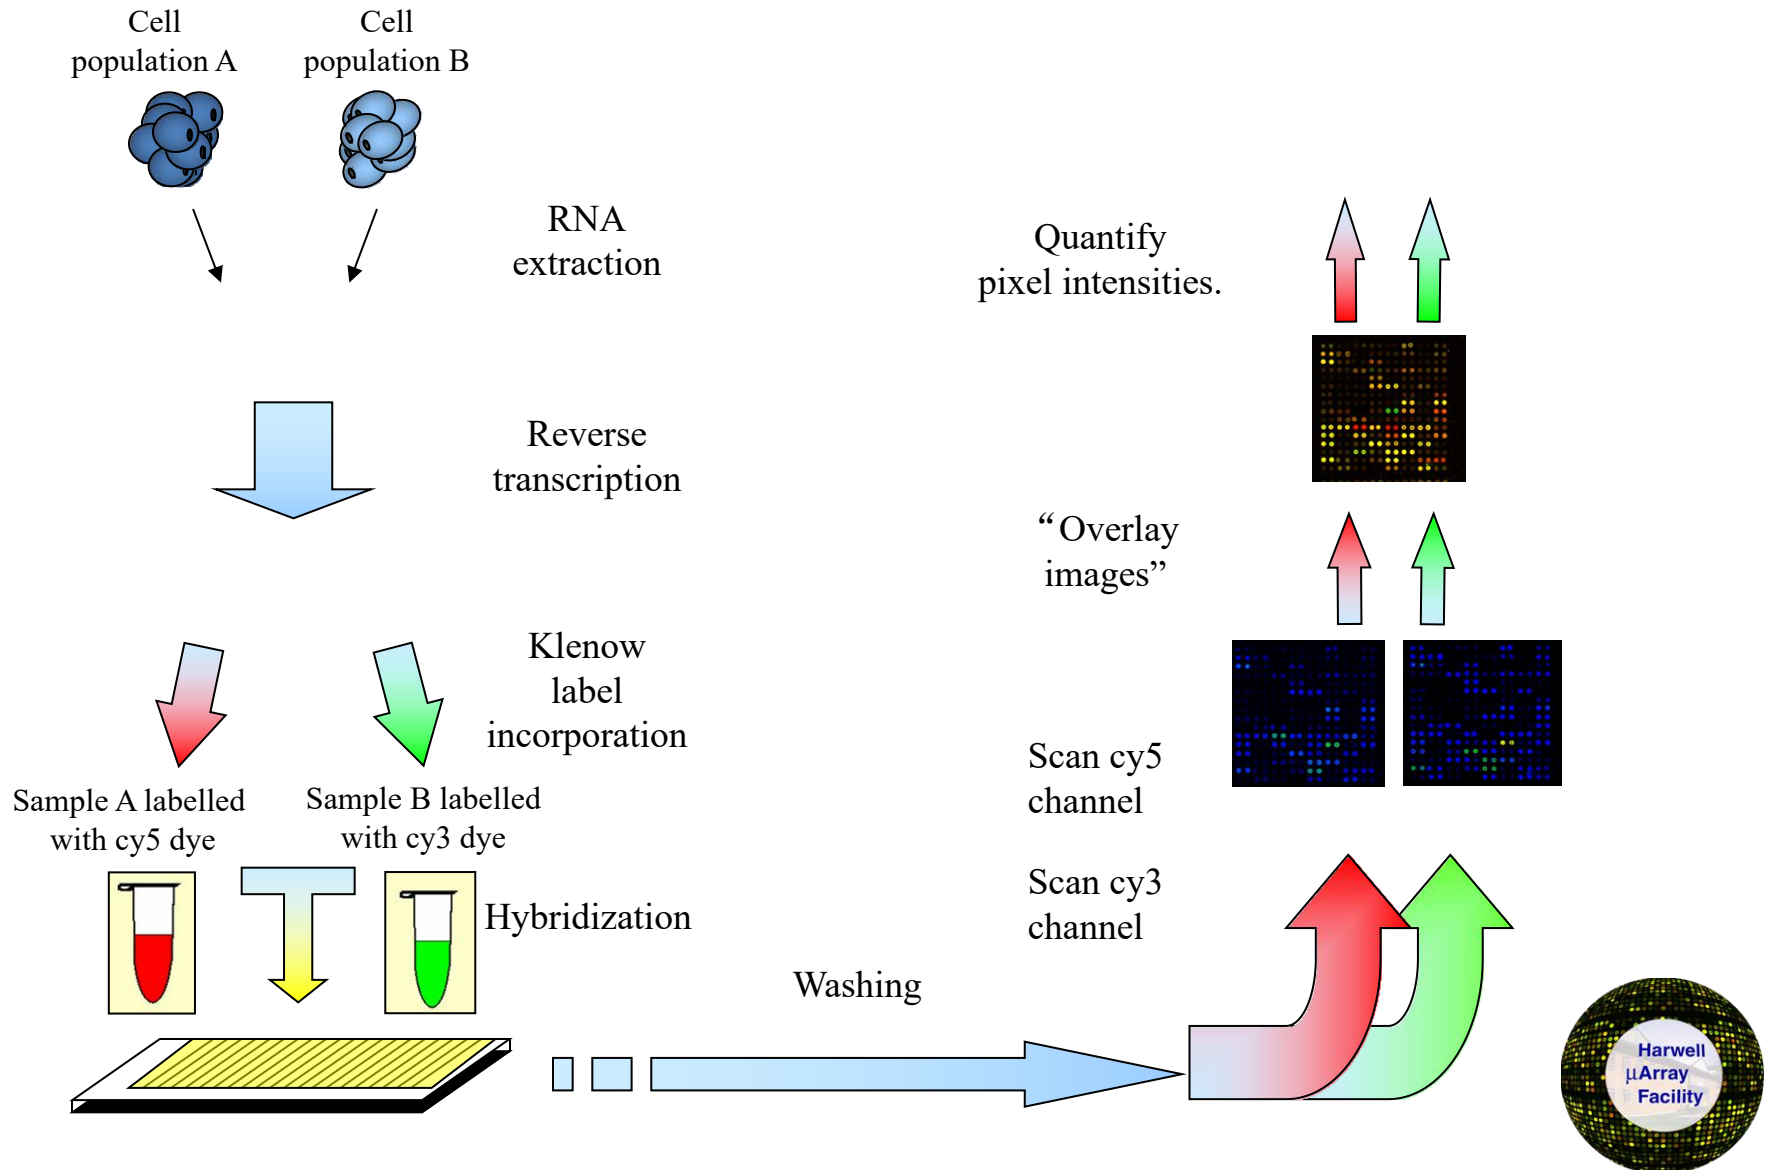 Cell
population A
Cell
population B
RNA
extraction
Reverse
transcription
Klenow
label
incorporation
Sample A labelled
with cy5 dye
Sample B labelled
with cy3 dye
Hybridization
Washing
Scan cy5
channel
Scan cy3
channel
“Overlay
images”
Quantify
pixel intensities.
Harwell
μArray
Facility